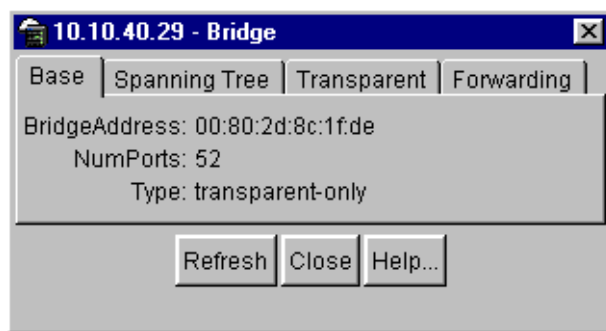 10.10.40.29 - Bridge
Base Spanning Tree Transparent Forwarding
BridgeAddress: 00:80:2d:8c:1f:de
NumPorts: 52
Type: transparent-only
Refresh Close Help...